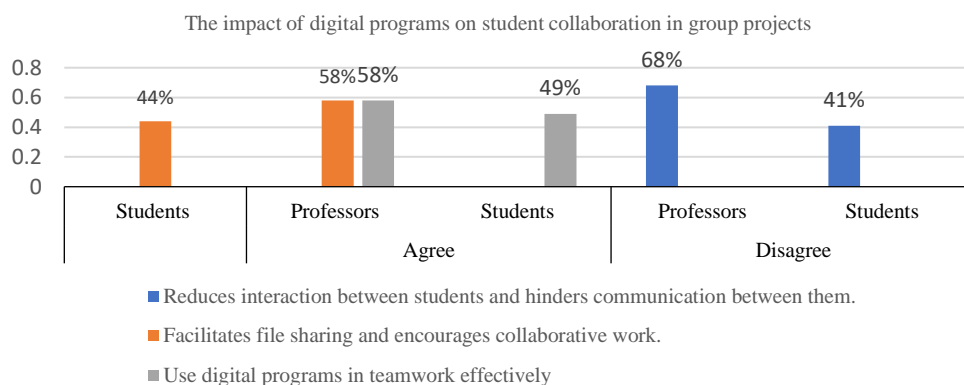 The impact of digital programs on student collaboration in group projects
0.8
0.6
0.4
0.2
0
44%
58%
58%
49%
68%
41%
Students
Professors
Students
Professors
Students
Agree
Disagree
Reduces interaction between students and hinders communication between them.
Facilitates file sharing and encourages collaborative work.
Use digital programs in teamwork effectively